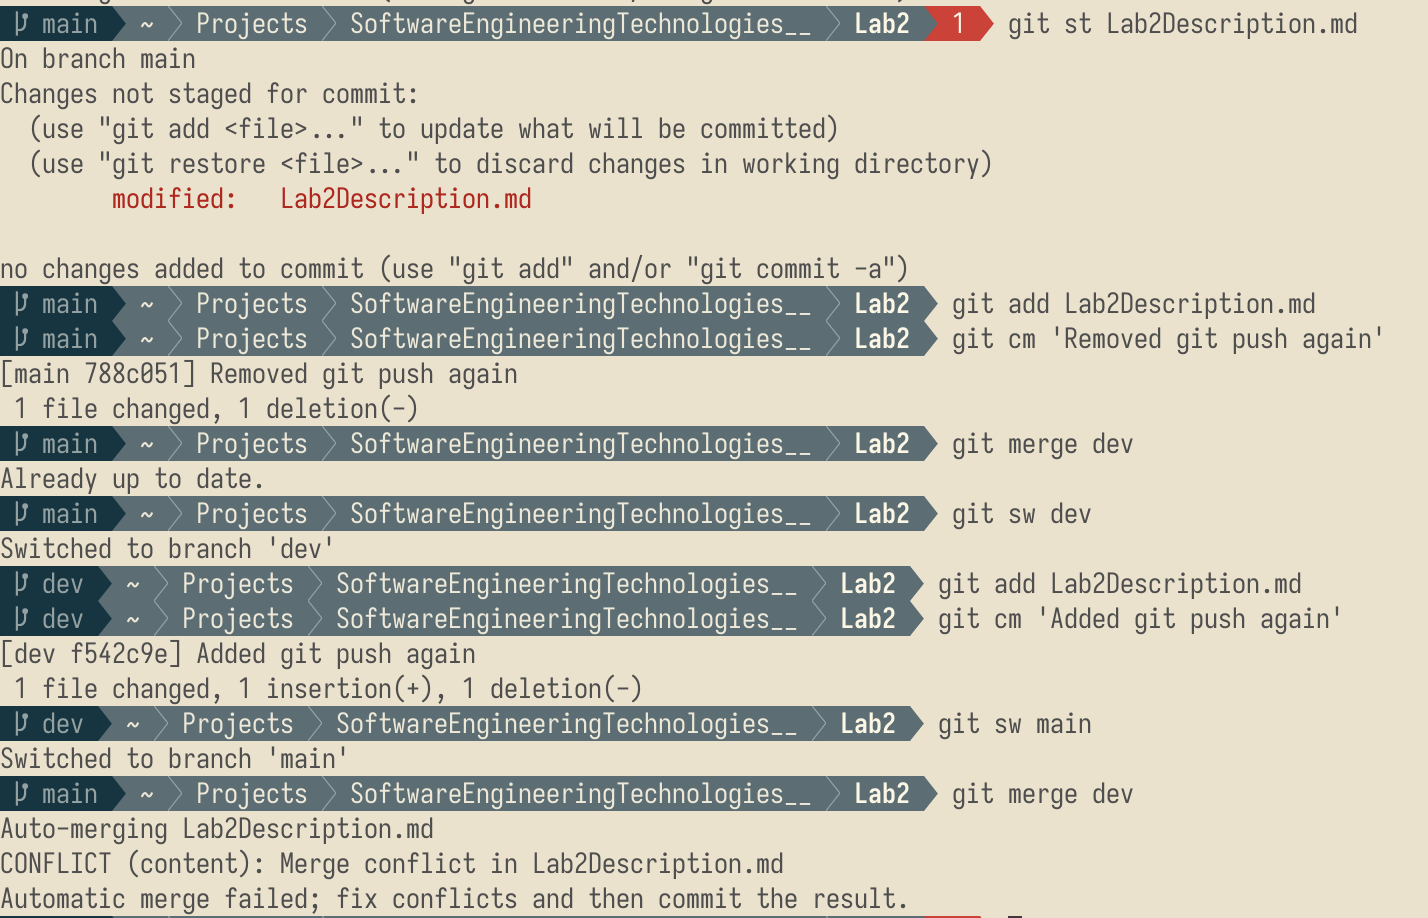 main ~ Projects SoftwareEngineeringTechnologies__ Lab2 1 git st Lab2Description.md
On branch main
Changes not staged for commit:
  (use "git add <file>..." to update what will be committed)
  (use "git restore <file>..." to discard changes in working directory)
        modified:   Lab2Description.md

no changes added to commit (use "git add" and/or "git commit -a")
main ~ Projects SoftwareEngineeringTechnologies__ Lab2 git add Lab2Description.md
main ~ Projects SoftwareEngineeringTechnologies__ Lab2 git cm 'Removed git push again'
[main 788c051] Removed git push again
 1 file changed, 1 deletion(-)
main ~ Projects SoftwareEngineeringTechnologies__ Lab2 git merge dev
Already up to date.
main ~ Projects SoftwareEngineeringTechnologies__ Lab2 git sw dev
Switched to branch 'dev'
dev ~ Projects SoftwareEngineeringTechnologies__ Lab2 git add Lab2Description.md
dev ~ Projects SoftwareEngineeringTechnologies__ Lab2 git cm 'Added git push again'
[dev f542c9e] Added git push again
 1 file changed, 1 insertion(+), 1 deletion(-)
dev ~ Projects SoftwareEngineeringTechnologies__ Lab2 git sw main
Switched to branch 'main'
main ~ Projects SoftwareEngineeringTechnologies__ Lab2 git merge dev
Auto-merging Lab2Description.md
CONFLICT (content): Merge conflict in Lab2Description.md
Automatic merge failed; fix conflicts and then commit the result.